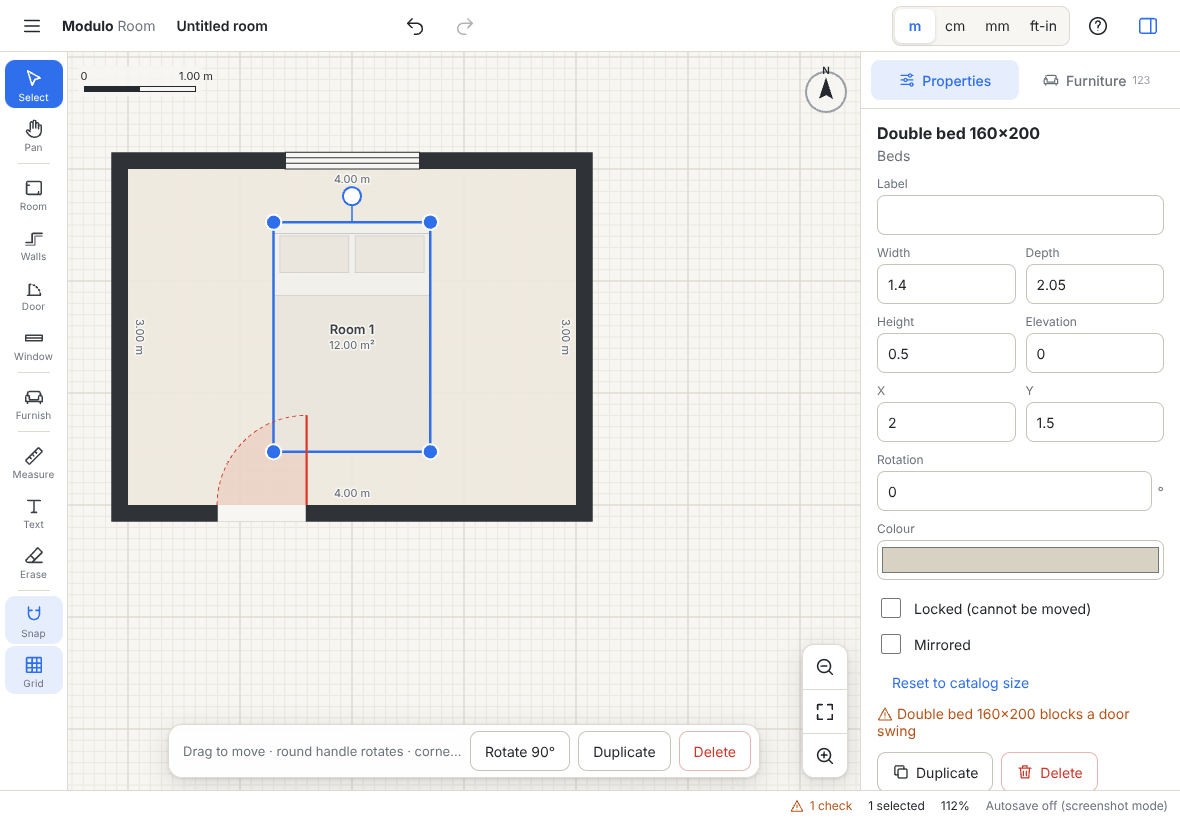 Modulo Room
Untitled room
m
cm
mm
ft-in
Select
Pan
Room
Walls
Door
Window
Furnish
Measure
Text
Erase
Snap
Grid
0
1.00 m
N
4.00 m
3.00 m
3.00 m
Room 1
12.00 m²
4.00 m
Drag to move · round handle rotates · corne...
Rotate 90°
Duplicate
Delete
Properties
Furniture 123
Double bed 160×200
Beds
Label
Width
Depth
1.4
2.05
Height
Elevation
0.5
0
X
Y
2
1.5
Rotation
0
°
Colour
Locked (cannot be moved)
Mirrored
Reset to catalog size
Double bed 160×200 blocks a door
swing
Duplicate
Delete
1 check
1 selected
112%
Autosave off (screenshot mode)